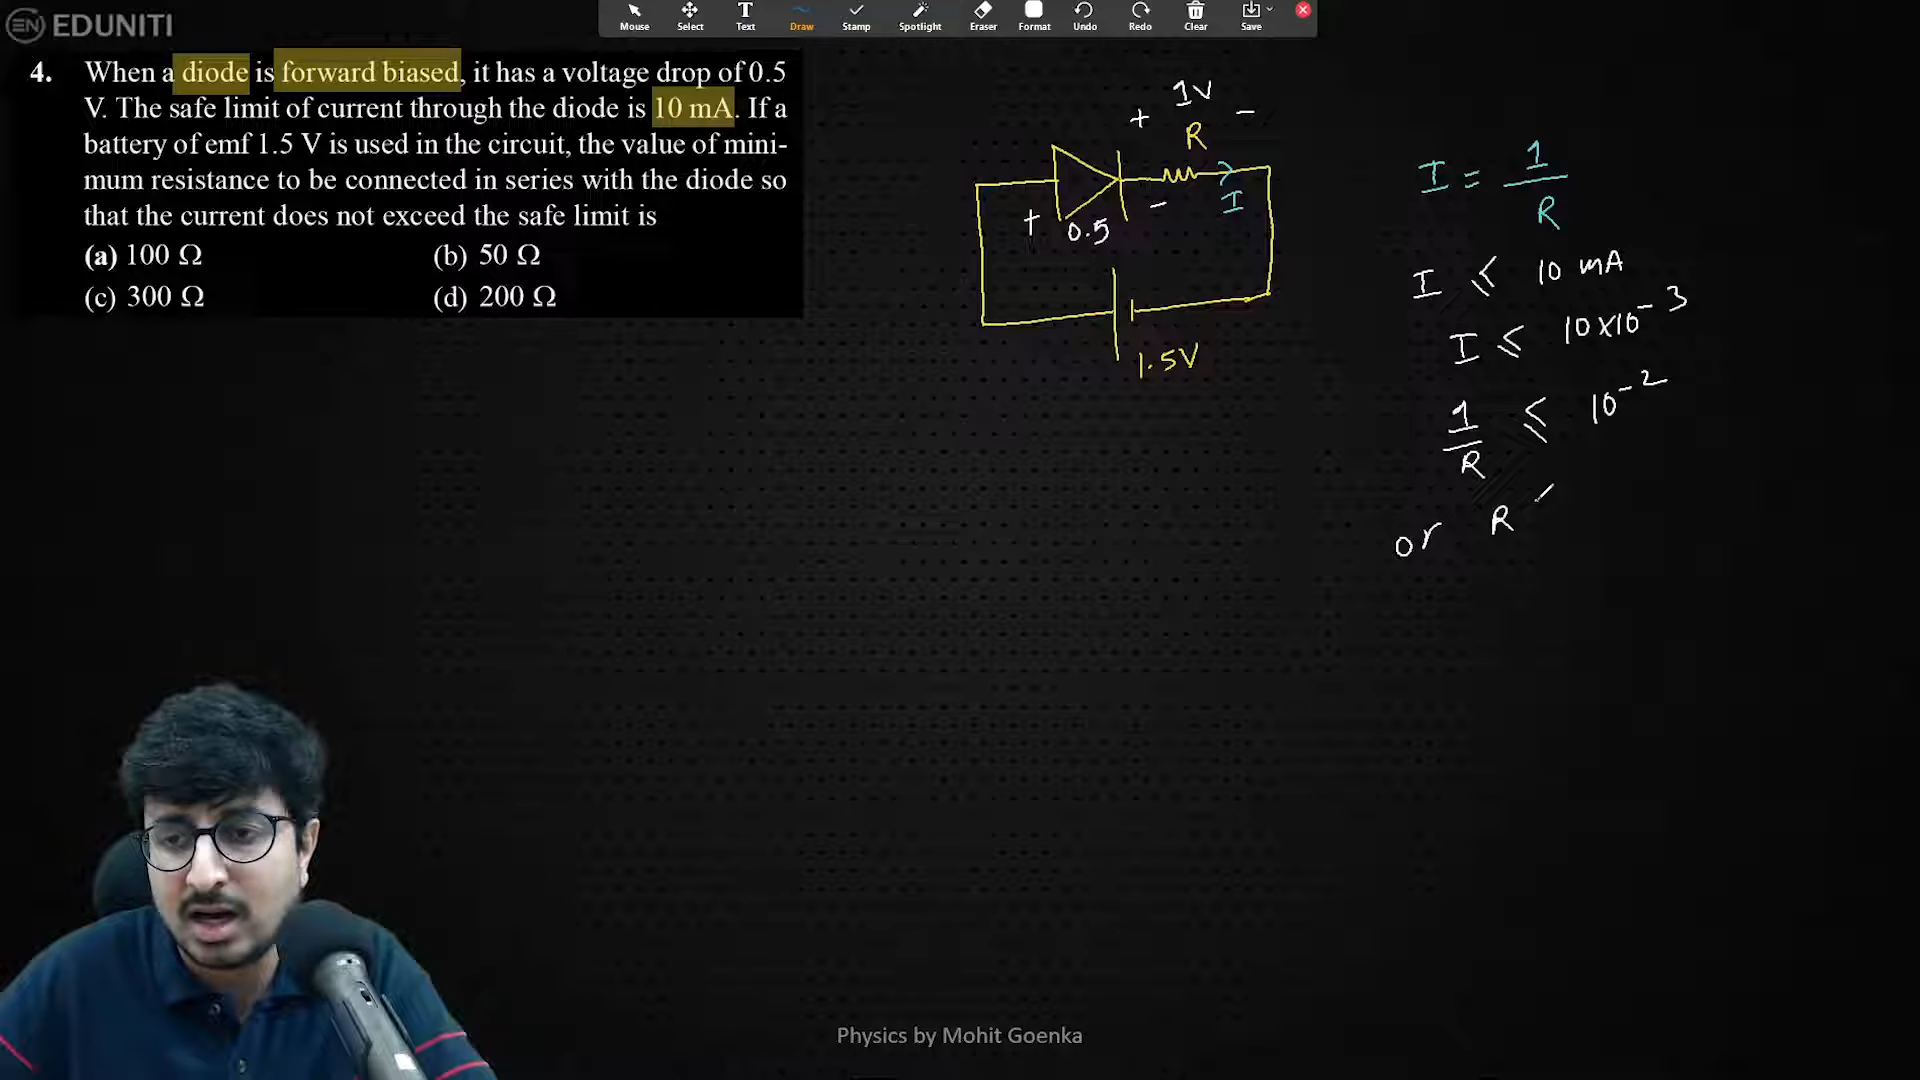 EN EDUNITI
Mouse Select Text Draw Stamp Spotlight Eraser Format Undo Redo Clear Save
4. When a diode is forward biased, it has a voltage drop of 0.5
V. The safe limit of current through the diode is 10 mA. If a
battery of emf 1.5 V is used in the circuit, the value of mini-
mum resistance to be connected in series with the diode so
that the current does not exceed the safe limit is
(a) 100 Ω (b) 50 Ω
(c) 300 Ω (d) 200 Ω
1V
+ -
R
I
+ 0.5 -
1.5V
I = 1/R
I ≤ 10 mA
I ≤ 10×10⁻³
1/R ≤ 10⁻²
or R
Physics by Mohit Goenka